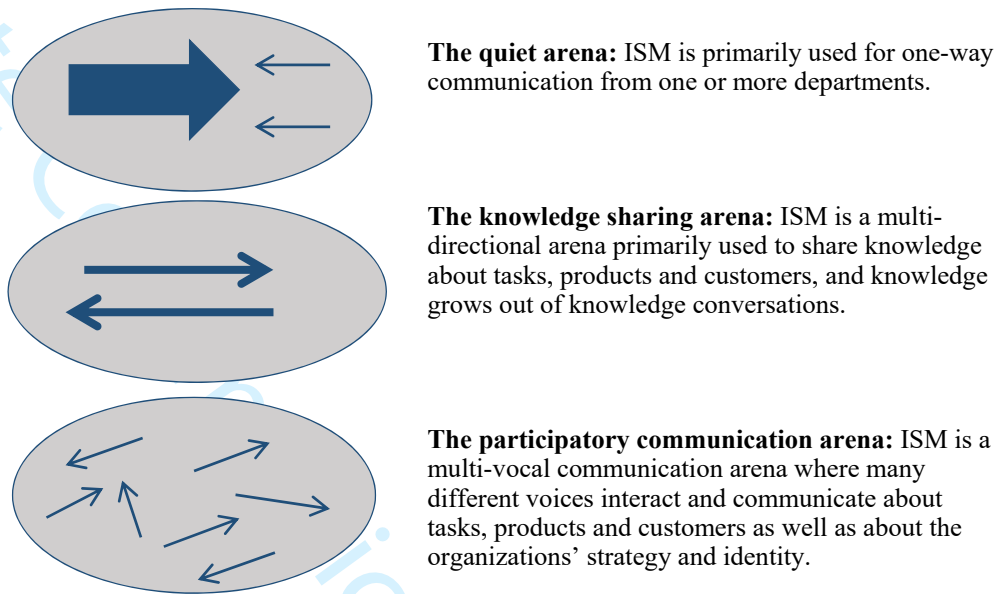 The quiet arena: ISM is primarily used for one-way
communication from one or more departments.
The knowledge sharing arena: ISM is a multi-
directional arena primarily used to share knowledge
about tasks, products and customers, and knowledge
grows out of knowledge conversations.
The participatory communication arena: ISM is a
multi-vocal communication arena where many
different voices interact and communicate about
tasks, products and customers as well as about the
organizations’ strategy and identity.